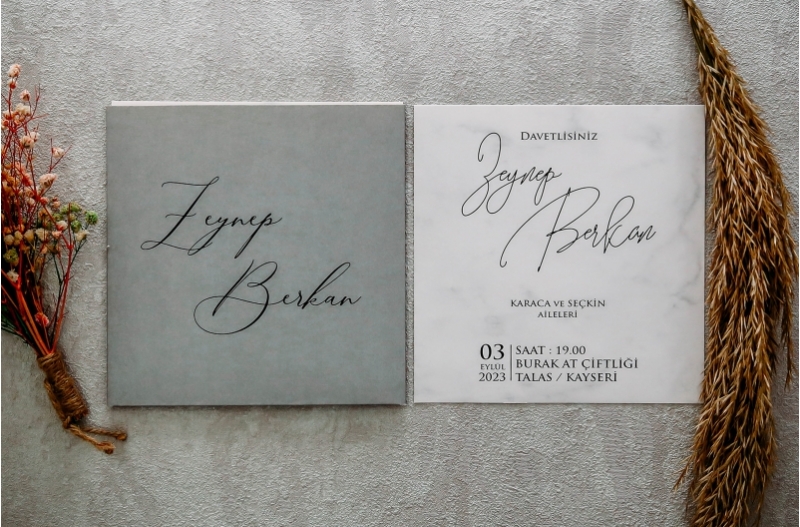 Zeynep
Berkan
DAVETLİSİNİZ
Zeynep
Berkan
KARACA VE SEÇKİN
AİLELERİ
03
EYLÜL
2023
SAAT : 19.00
BURAK AT ÇİFTLİĞİ
TALAS / KAYSERİ